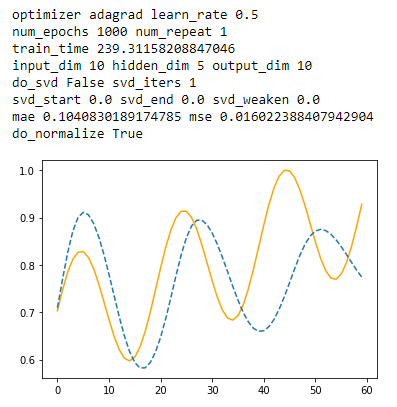 optimizer adagrad learn_rate 0.5
num_epochs 1000 num_repeat 1
train_time 239.31158208847046
input_dim 10 hidden_dim 5 output_dim 10
do_svd False svd_iters 1
svd_start 0.0 svd_end 0.0 svd_weaken 0.0
mae 0.1040830189174785 mse 0.016022388407942904
do_normalize True
1.0
0.9
0.8
0.7
0.6
0 10 20 30 40 50 60